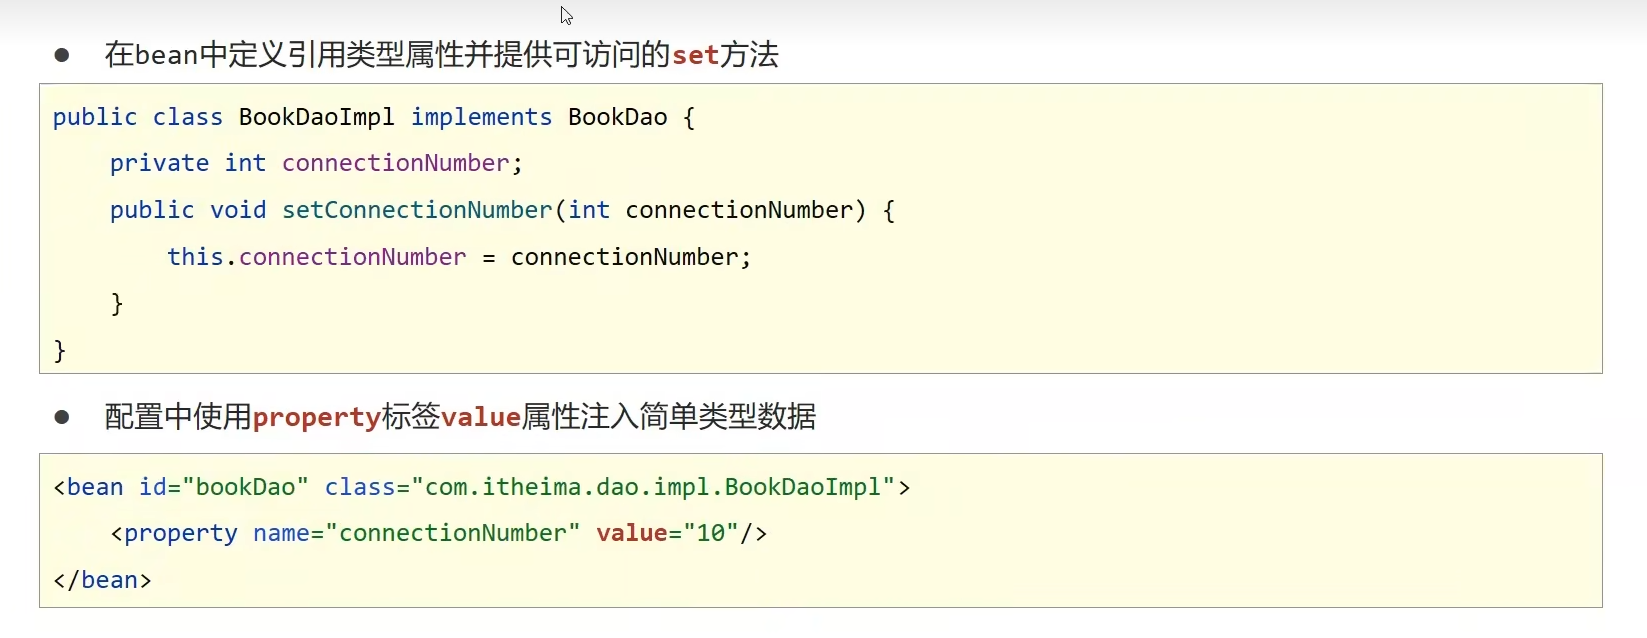 ● 在bean中定义引用类型属性并提供可访问的set方法
public class BookDaoImpl implements BookDao {
    private int connectionNumber;
    public void setConnectionNumber(int connectionNumber) {
        this.connectionNumber = connectionNumber;
    }
}
● 配置中使用property标签value属性注入简单类型数据
<bean id="bookDao" class="com.itheima.dao.impl.BookDaoImpl">
    <property name="connectionNumber" value="10"/>
</bean>